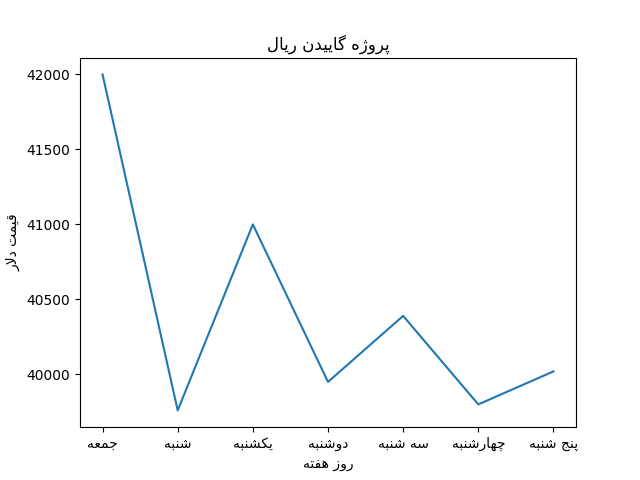 پروژه گاییدن ریال
قیمت دلار
42000
41500
41000
40500
40000
جمعه
شنبه
یکشنبه
دوشنبه
سه شنبه
چهارشنبه
پنج شنبه
روز هفته